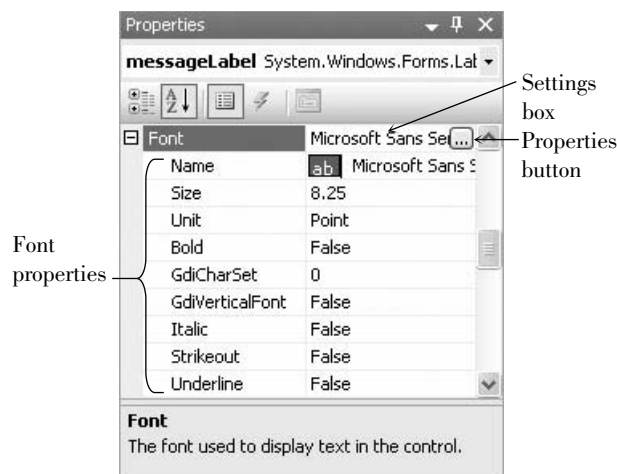 Properties
messageLabel System.Windows.Forms.Lat
Font Microsoft Sans Ser ...
Name ab Microsoft Sans S
Size 8.25
Unit Point
Bold False
GdiCharSet 0
GdiVerticalFont False
Italic False
Strikeout False
Underline False
Font
The font used to display text in the control.
Settings
box
Properties
button
Font
properties